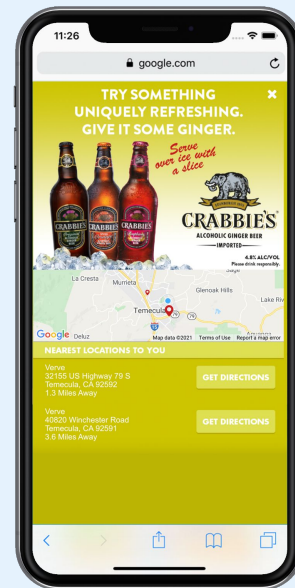 11:26
google.com
TRY SOMETHING
UNIQUELY REFRESHING.
GIVE IT SOME GINGER.
Serve
over ice with
a slice
CRABBIE'S
ALCOHOLIC GINGER BEER
IMPORTED
4.8% ALC/VOL
Please drink responsibly.
La Cresta
Murrieta
Glenoak Hills
Lake Riv
Temecula
79
79
15
Google
Deluz
Map data ©2021
Terms of Use
Report a map error
NEAREST LOCATIONS TO YOU
Verve
32155 US Highway 79 S
Temecula, CA 92592
1.3 Miles Away
GET DIRECTIONS
Verve
40820 Winchester Road
Temecula, CA 92591
3.6 Miles Away
GET DIRECTIONS